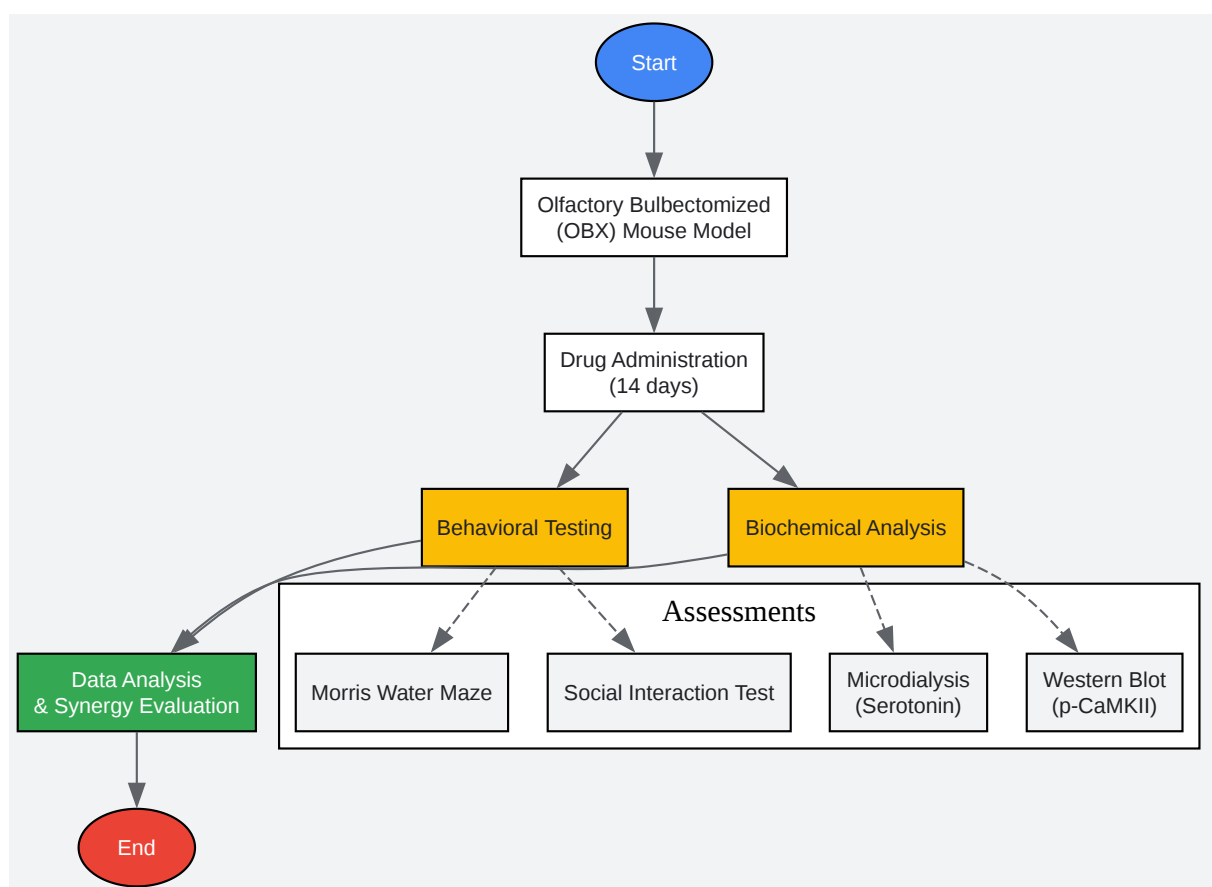 Start
Olfactory Bulbectomized
(OBX) Mouse Model
Drug Administration
(14 days)
Behavioral Testing
Biochemical Analysis
Assessments
Data Analysis
& Synergy Evaluation
Morris Water Maze
Social Interaction Test
Microdialysis
(Serotonin)
Western Blot
(p-CaMKII)
End